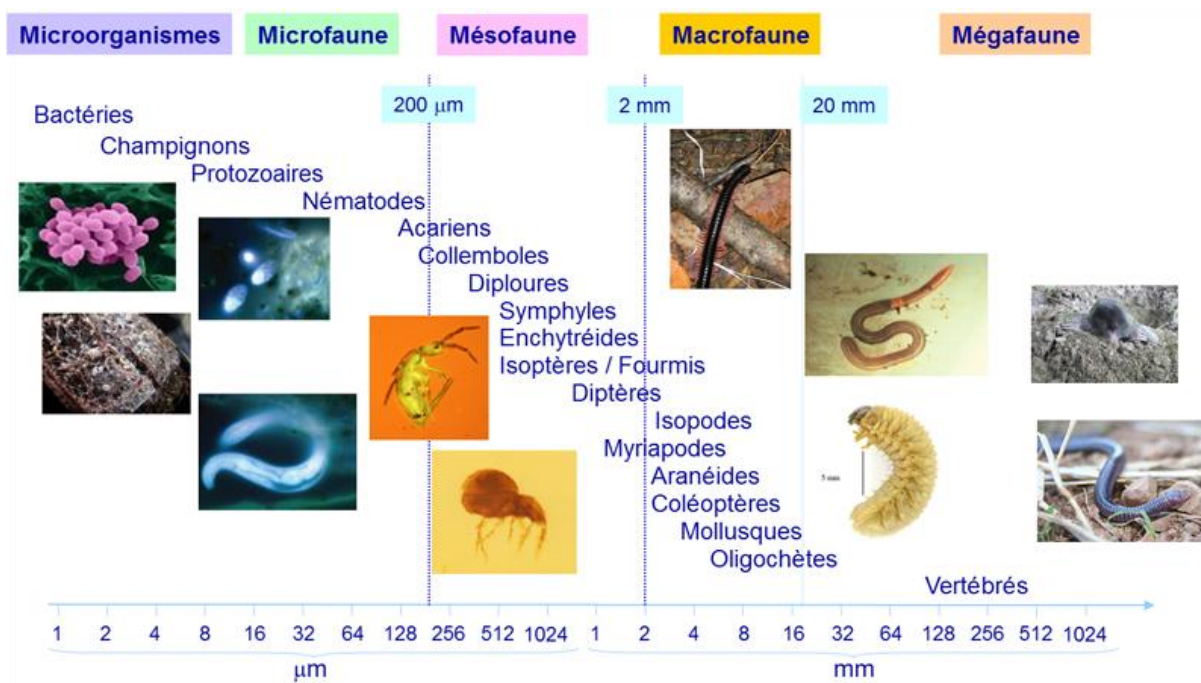 Microorganismes
Microfaune
Mésofaune
Macrofaune
Mégafaune
200 μm
2 mm
20 mm
Bactéries
Champignons
Protozoaires
Nématodes
Acariens
Collemboles
Diploures
Symphyles
Enchytréides
Isoptères / Fourmis
Diptères
Isopodes
Myriapodes
Aranéides
Coléoptères
Mollusques
Oligochètes
5 mm
Vertébrés
1 2 4 8 16 32 64 128 256 512 1024 1 2 4 8 16 32 64 128 256 512 1024
μm mm